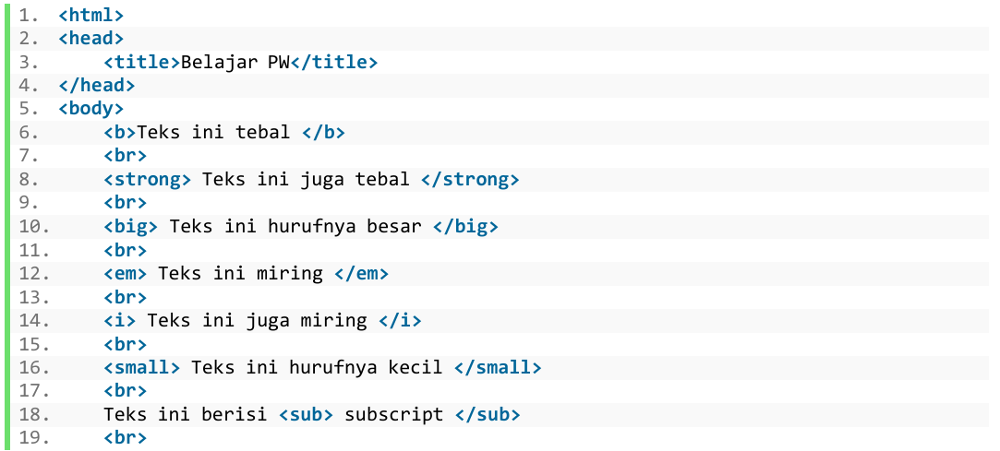 1. <html>
2. <head>
3.     <title>Belajar PW</title>
4. </head>
5. <body>
6.     <b>Teks ini tebal </b>
7.     <br>
8.     <strong> Teks ini juga tebal </strong>
9.     <br>
10.     <big> Teks ini hurufnya besar </big>
11.     <br>
12.     <em> Teks ini miring </em>
13.     <br>
14.     <i> Teks ini juga miring </i>
15.     <br>
16.     <small> Teks ini hurufnya kecil </small>
17.     <br>
18.     Teks ini berisi <sub> subscript </sub>
19.     <br>